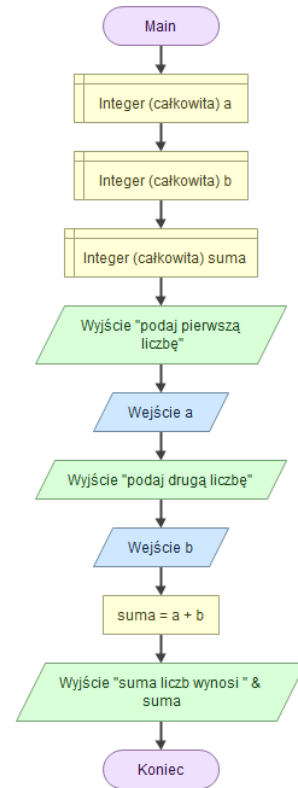 Main
Integer (całkowita) a
Integer (całkowita) b
Integer (całkowita) suma
Wyjście "podaj pierwszą
liczbę"
Wejście a
Wyjście "podaj drugą liczbę"
Wejście b
suma = a + b
Wyjście "suma liczb wynosi " &
suma
Koniec